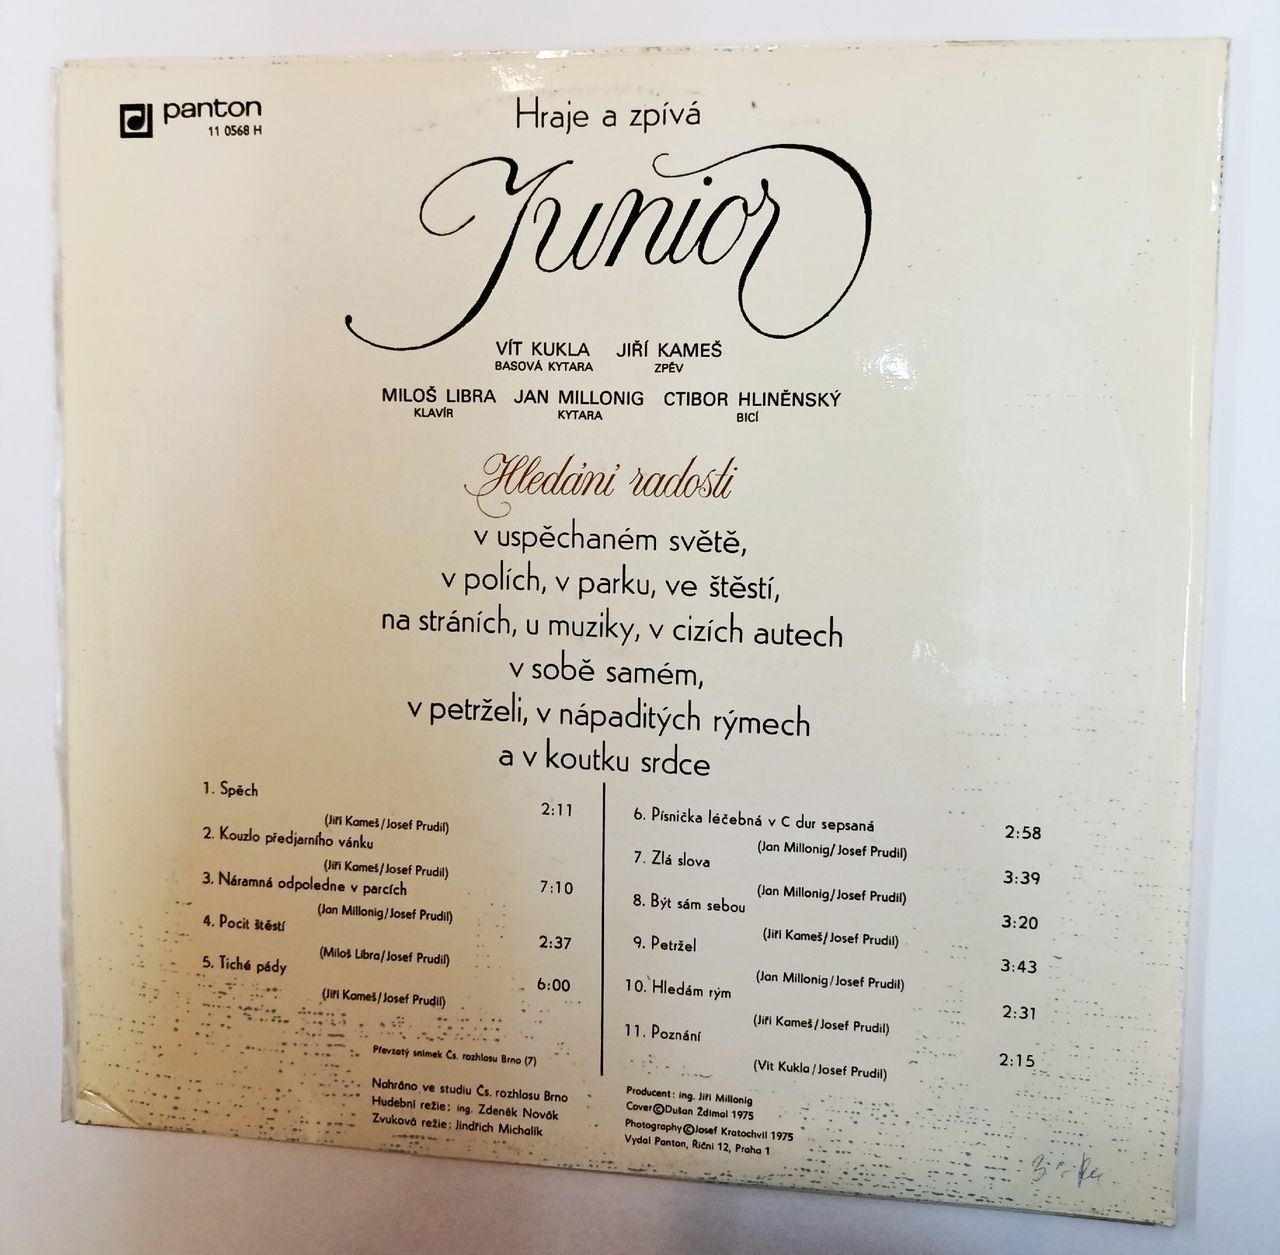 panton
11 0568 H
Hraje a zpívá
Junior
VÍT KUKLA JIŘÍ KAMEŠ
BASOVÁ KYTARA ZPĚV
MILOŠ LIBRA JAN MILLONIG CTIBOR HLINĚNSKÝ
KLAVÍR KYTARA BICÍ
Hledání radosti
v uspěchaném světě,
v polích, v parku, ve štěstí,
na stráních, u muziky, v cizích autech
v sobě samém,
v petrželi, v nápaditých rýmech
a v koutku srdce
1. Spěch
2:11
(Jiří Kameš/Josef Prudil)
2. Kouzlo předjarního vánku
(Jiří Kameš/Josef Prudil)
3. Náramná odpoledne v parcích
7:10
(Jan Millonig/Josef Prudil)
4. Pocit štěstí
2:37
(Miloš Libra/Josef Prudil)
5. Tiché pády
6:00
(Jiří Kameš/Josef Prudil)
Převzatý snímek Čs. rozhlasu Brno (7)
Nahráno ve studiu Čs. rozhlasu Brno
Hudební režie: ing. Zdeněk Novák
Zvuková režie: Jindřich Michalík
6. Písnička léčebná v C dur sepsaná
2:58
(Jan Millonig/Josef Prudil)
7. Zlá slova
3:39
(Jan Millonig/Josef Prudil)
8. Být sám sebou
3:20
(Jiří Kameš/Josef Prudil)
9. Petržel
3:43
(Jan Millonig/Josef Prudil)
10. Hledám rým
2:31
(Jiří Kameš/Josef Prudil)
11. Poznání
2:15
(Vít Kukla/Josef Prudil)
Producent: ing. Jiří Millonig
Cover©Dušan Ždímal 1975
Photography©Josef Kratochvil 1975
Vydal Panton, Říční 12, Praha 1